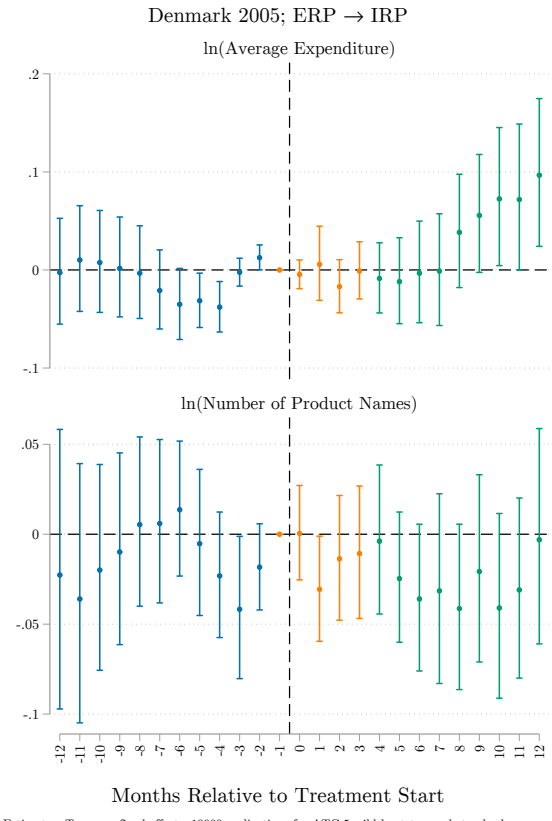 Denmark 2005; ERP → IRP
ln(Average Expenditure)
.2
.1
0
-.1
ln(Number of Product Names)
.05
0
-.05
-.1
-12 -11 -10 -9 -8 -7 -6 -5 -4 -3 -2 -1 0 1 2 3 4 5 6 7 8 9 10 11 12
Months Relative to Treatment Start